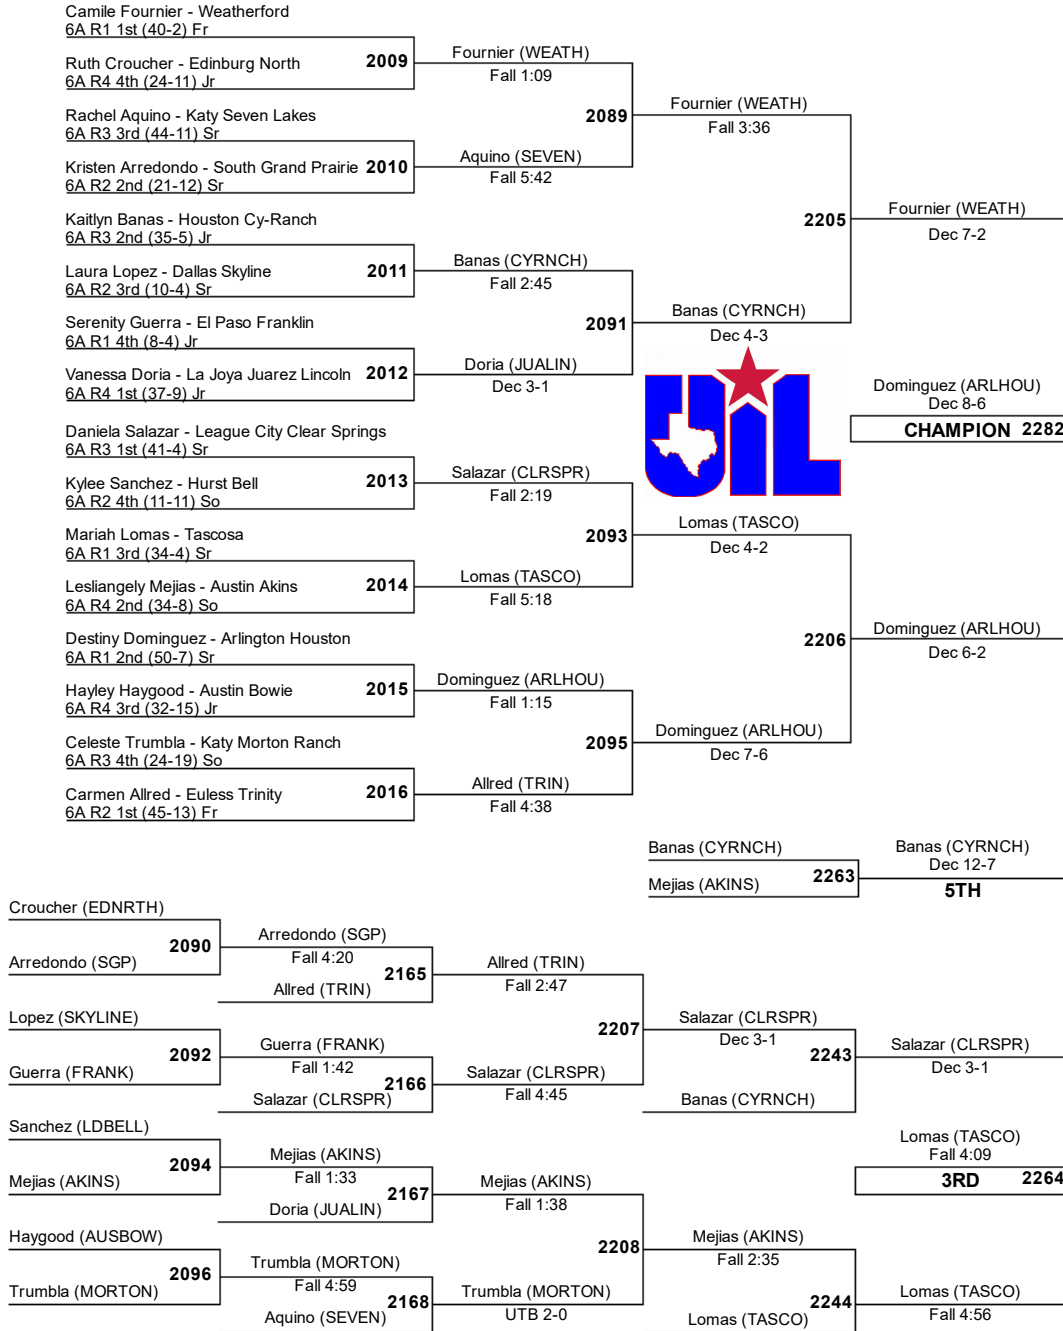 Camile Fournier - Weatherford
6A R1 1st (40-2) Fr
Ruth Croucher - Edinburg North
6A R4 4th (24-11) Jr
2009
Rachel Aquino - Katy Seven Lakes
6A R3 3rd (44-11) Sr
Kristen Arredondo - South Grand Prairie
6A R2 2nd (21-12) Sr
2010
Kaitlyn Banas - Houston Cy-Ranch
6A R3 2nd (35-5) Jr
Laura Lopez - Dallas Skyline
6A R2 3rd (10-4) Sr
2011
Serenity Guerra - El Paso Franklin
6A R1 4th (8-4) Jr
Vanessa Doria - La Joya Juarez Lincoln
6A R4 1st (37-9) Jr
2012
Daniela Salazar - League City Clear Springs
6A R3 1st (41-4) Sr
Kylee Sanchez - Hurst Bell
6A R2 4th (11-11) So
2013
Mariah Lomas - Tascosa
6A R1 3rd (34-4) Sr
Lesliangely Mejias - Austin Akins
6A R4 2nd (34-8) So
2014
Destiny Dominguez - Arlington Houston
6A R1 2nd (50-7) Sr
Hayley Haygood - Austin Bowie
6A R4 3rd (32-15) Jr
2015
Celeste Trumbla - Katy Morton Ranch
6A R3 4th (24-19) So
Carmen Allred - Euless Trinity
6A R2 1st (45-13) Fr
2016
Fournier (WEATH)
Fall 1:09
2089
Aquino (SEVEN)
Fall 5:42
Banas (CYRNCH)
Fall 2:45
2091
Doria (JUALIN)
Dec 3-1
Salazar (CLRSPR)
Fall 2:19
2093
Lomas (TASCO)
Fall 5:18
Dominguez (ARLHOU)
Fall 1:15
2095
Allred (TRIN)
Fall 4:38
Fournier (WEATH)
Fall 3:36
2205
Banas (CYRNCH)
Dec 4-3
UIL
Lomas (TASCO)
Dec 4-2
2206
Dominguez (ARLHOU)
Dec 7-6
Fournier (WEATH)
Dec 7-2
Dominguez (ARLHOU)
Dec 8-6
CHAMPION 2282
Dominguez (ARLHOU)
Dec 6-2
Banas (CYRNCH)
Mejias (AKINS)
2263
Banas (CYRNCH)
Dec 12-7
5TH
Croucher (EDNRTH)
Arredondo (SGP)
2090
Lopez (SKYLINE)
Guerra (FRANK)
2092
Sanchez (LDBELL)
Mejias (AKINS)
2094
Haygood (AUSBOW)
Trumbla (MORTON)
2096
Arredondo (SGP)
Fall 4:20
2165
Allred (TRIN)
Guerra (FRANK)
Fall 1:42
2166
Salazar (CLRSPR)
Mejias (AKINS)
Fall 1:33
2167
Doria (JUALIN)
Trumbla (MORTON)
Fall 4:59
2168
Aquino (SEVEN)
Allred (TRIN)
Fall 2:47
2207
Salazar (CLRSPR)
Fall 4:45
Mejias (AKINS)
Fall 1:38
2208
Trumbla (MORTON)
UTB 2-0
Salazar (CLRSPR)
Dec 3-1
2243
Banas (CYRNCH)
Mejias (AKINS)
Fall 2:35
2244
Lomas (TASCO)
Salazar (CLRSPR)
Dec 3-1
Lomas (TASCO)
Fall 4:09
3RD 2264
Lomas (TASCO)
Fall 4:56